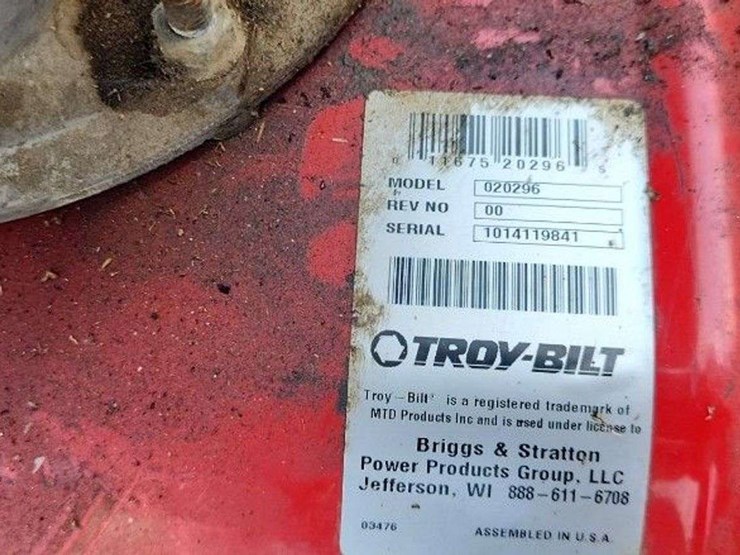 0 11675 20296 5
MODEL 020296
REV NO 00
SERIAL 1014119841
TROY-BILT
Troy-Bilt is a registered trademark of
MTD Products Inc and is used under license to
Briggs & Stratton
Power Products Group, LLC
Jefferson, WI 888-611-6708
03476 ASSEMBLED IN U.S.A.